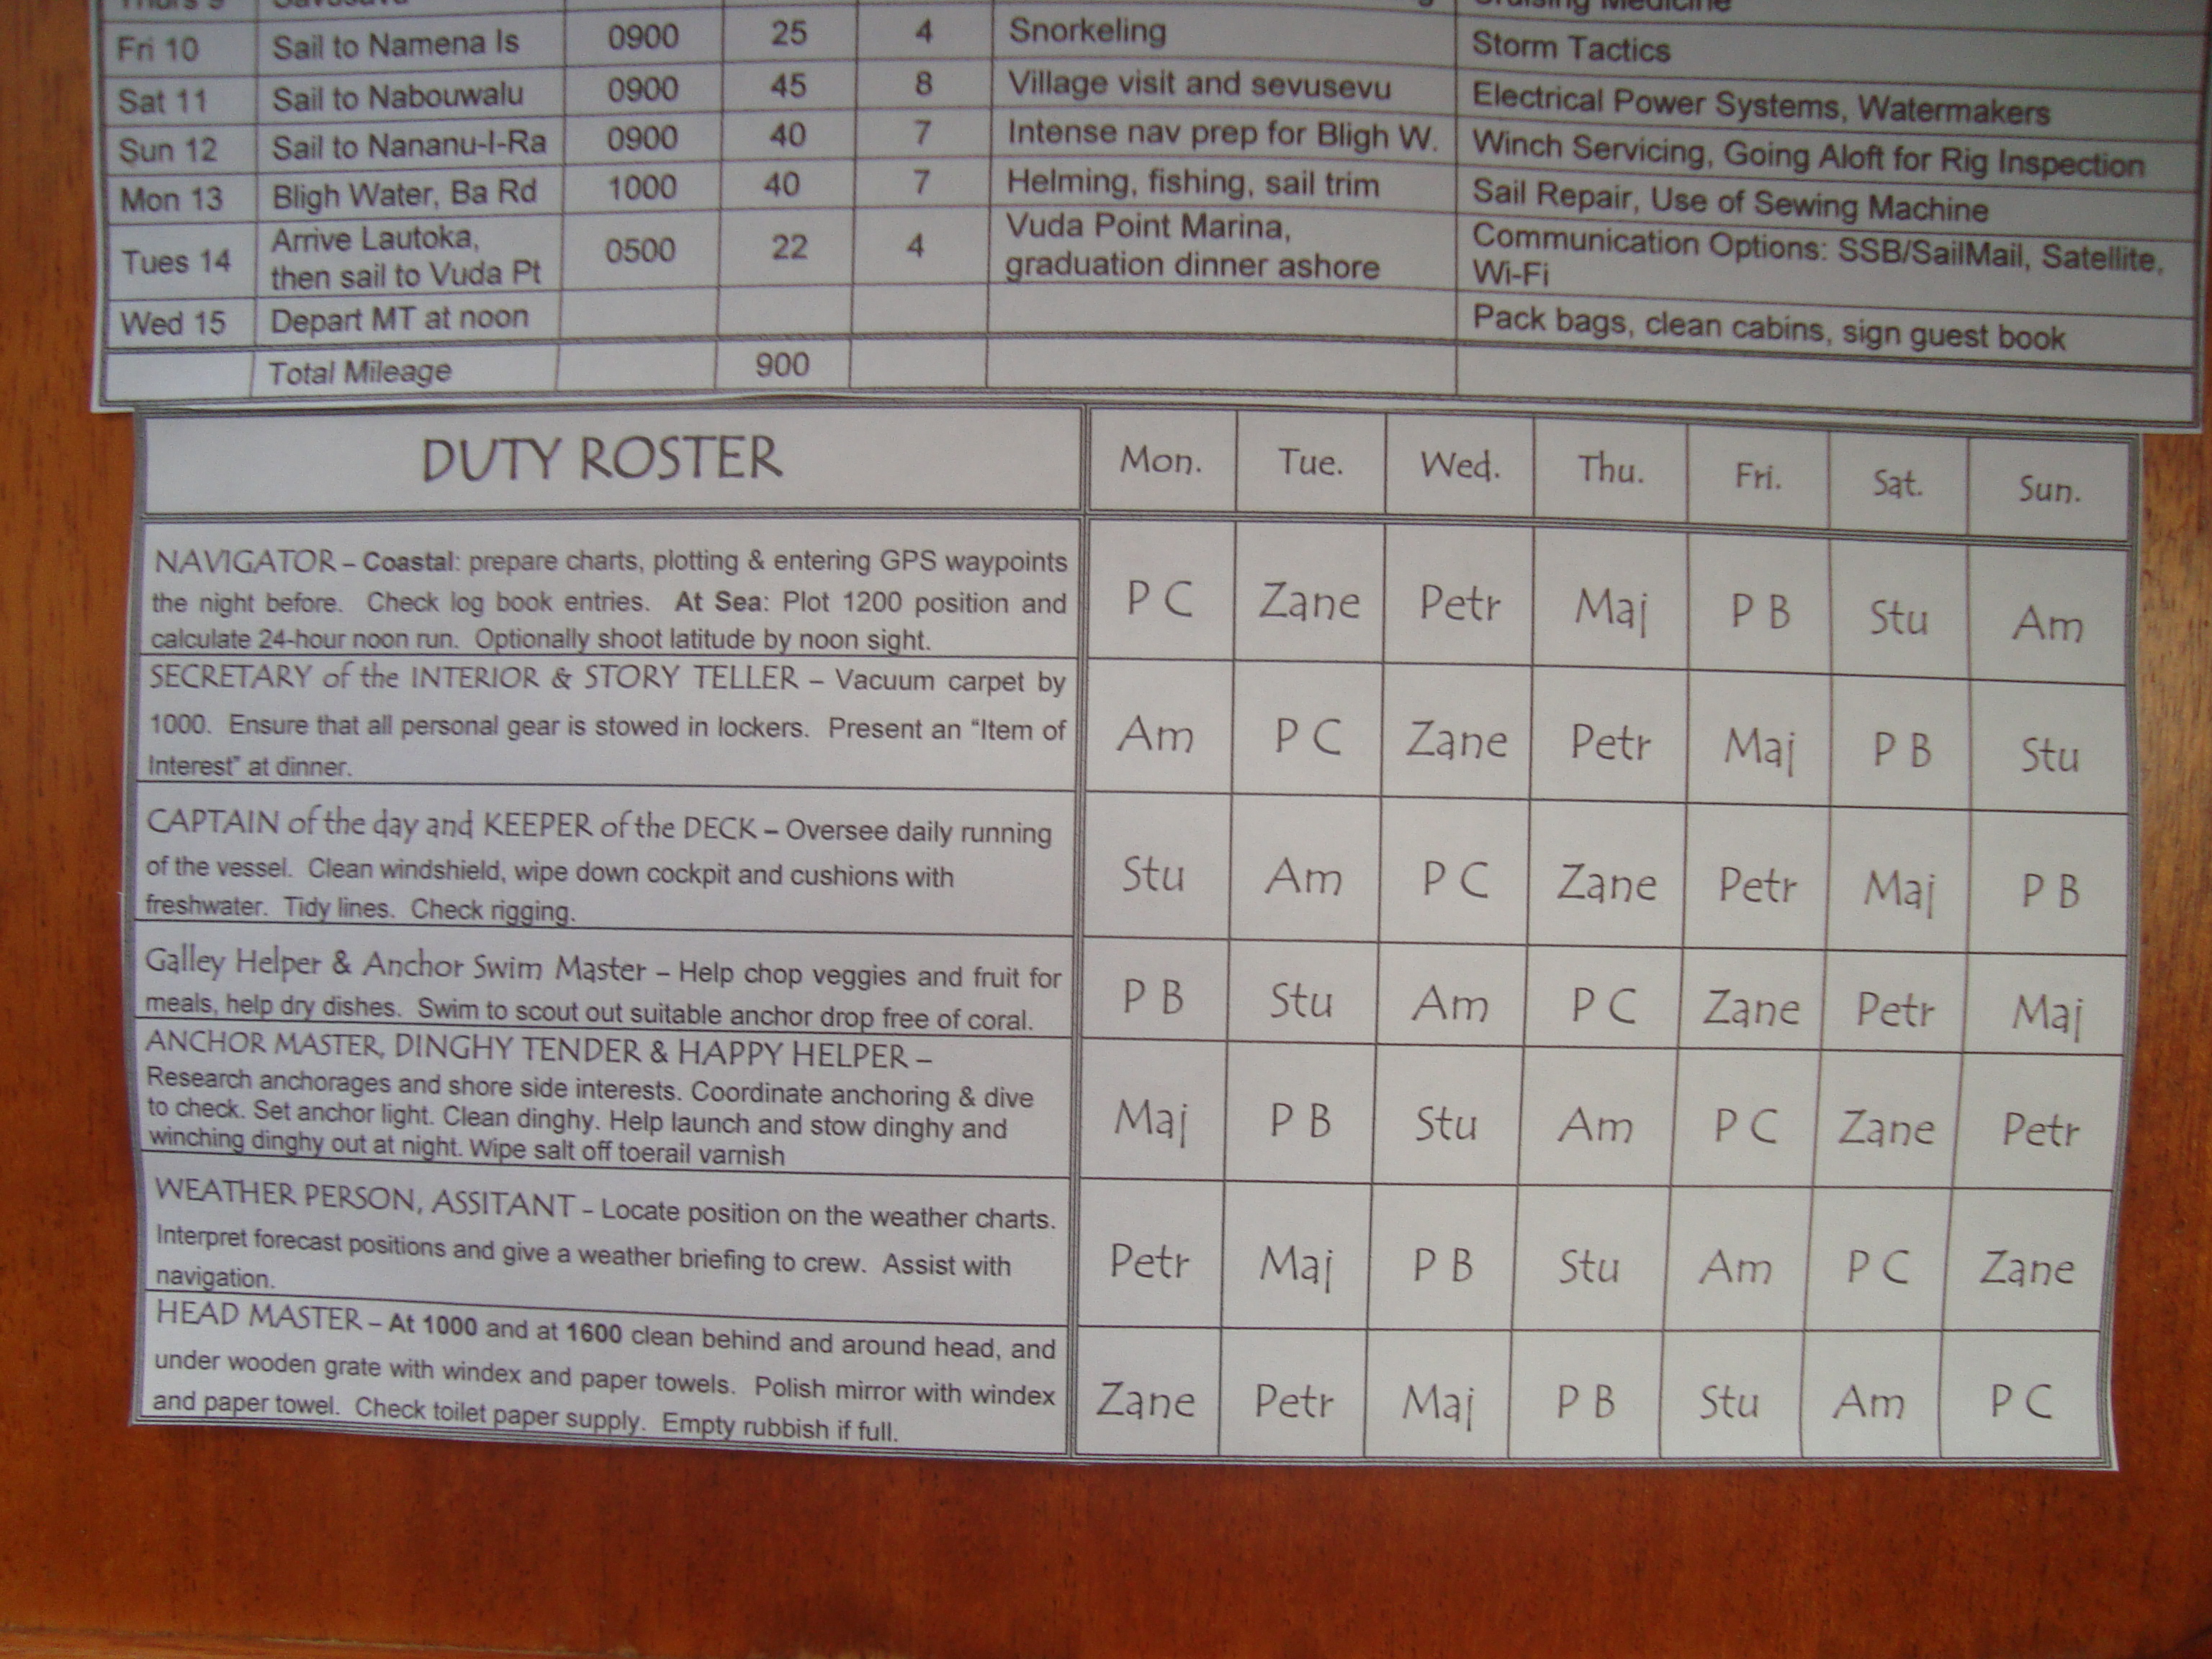 Thurs 9 Savusavu Cruising Medicine
Fri 10 Sail to Namena Is 0900 25 4 Snorkeling Storm Tactics
Sat 11 Sail to Nabouwalu 0900 45 8 Village visit and sevusevu Electrical Power Systems, Watermakers
Sun 12 Sail to Nananu-I-Ra 0900 40 7 Intense nav prep for Bligh W. Winch Servicing, Going Aloft for Rig Inspection
Mon 13 Bligh Water, Ba Rd 1000 40 7 Helming, fishing, sail trim Sail Repair, Use of Sewing Machine
Tues 14 Arrive Lautoka, 0500 22 4 Vuda Point Marina, Communication Options: SSB/SailMail, Satellite,
then sail to Vuda Pt graduation dinner ashore Wi-Fi
Wed 15 Depart MT at noon Pack bags, clean cabins, sign guest book
Total Mileage 900
DUTY ROSTER Mon. Tue. Wed. Thu. Fri. Sat. Sun.
NAVIGATOR – Coastal: prepare charts, plotting & entering GPS waypoints
the night before. Check log book entries. At Sea: Plot 1200 position and
calculate 24-hour noon run. Optionally shoot latitude by noon sight.
P C Zane Petr Maj P B Stu Am
SECRETARY of the INTERIOR & STORY TELLER – Vacuum carpet by
1000. Ensure that all personal gear is stowed in lockers. Present an “Item of
Interest” at dinner.
Am P C Zane Petr Maj P B Stu
CAPTAIN of the day and KEEPER of the DECK – Oversee daily running
of the vessel. Clean windshield, wipe down cockpit and cushions with
freshwater. Tidy lines. Check rigging.
Stu Am P C Zane Petr Maj P B
Galley Helper & Anchor Swim Master – Help chop veggies and fruit for
meals, help dry dishes. Swim to scout out suitable anchor drop free of coral.
P B Stu Am P C Zane Petr Maj
ANCHOR MASTER, DINGHY TENDER & HAPPY HELPER –
Research anchorages and shore side interests. Coordinate anchoring & dive
to check. Set anchor light. Clean dinghy. Help launch and stow dinghy and
winching dinghy out at night. Wipe salt off toerail varnish
Maj P B Stu Am P C Zane Petr
WEATHER PERSON, ASSITANT – Locate position on the weather charts.
Interpret forecast positions and give a weather briefing to crew. Assist with
navigation.
Petr Maj P B Stu Am P C Zane
HEAD MASTER – At 1000 and at 1600 clean behind and around head, and
under wooden grate with windex and paper towels. Polish mirror with windex
and paper towel. Check toilet paper supply. Empty rubbish if full.
Zane Petr Maj P B Stu Am P C